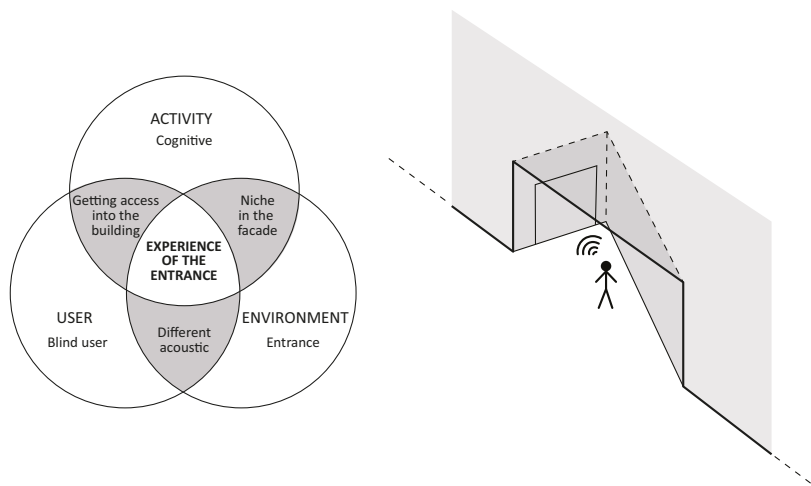 ACTIVITY
Cognitive
Getting access
into the
building
Niche
in the
facade
EXPERIENCE
OF THE
ENTRANCE
USER
Blind user
Different
acoustic
ENVIRONMENT
Entrance